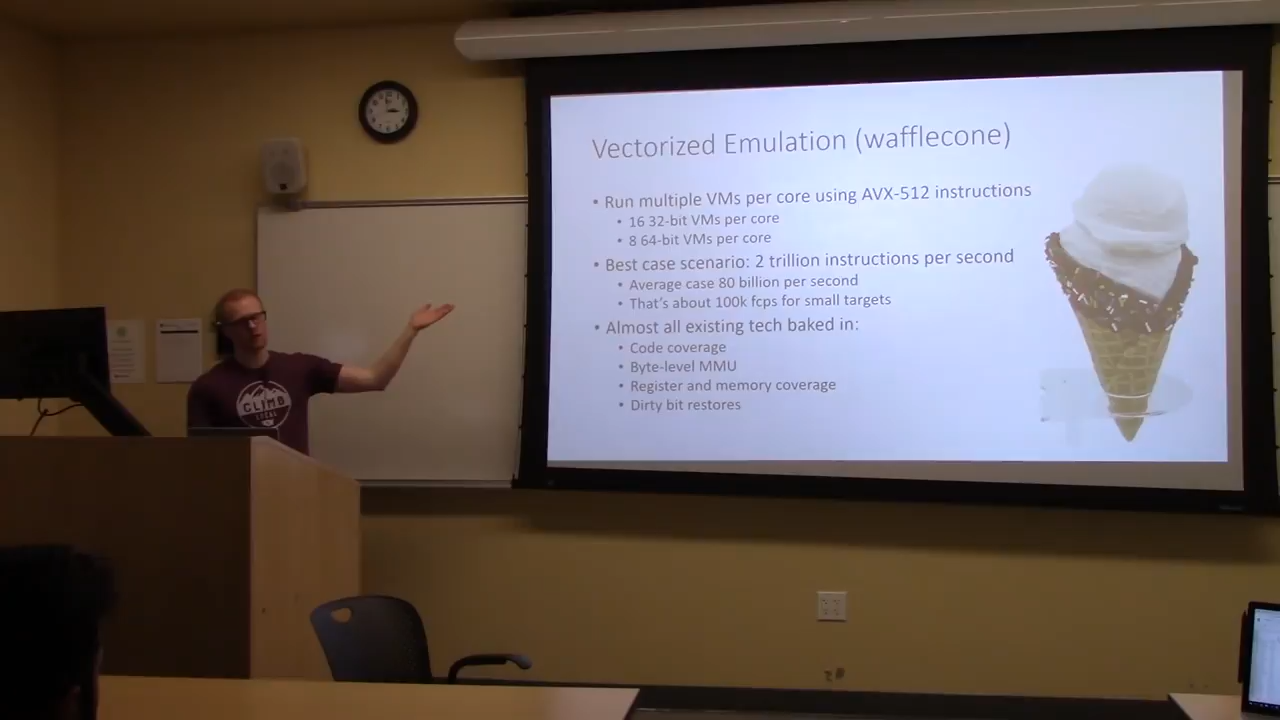 Vectorized Emulation (wafflecone)
• Run multiple VMs per core using AVX-512 instructions
• 16 32-bit VMs per core
• 8 64-bit VMs per core
• Best case scenario: 2 trillion instructions per second
• Average case 80 billion per second
• That's about 100k fcps for small targets
• Almost all existing tech baked in:
• Code coverage
• Byte-level MMU
• Register and memory coverage
• Dirty bit restores
CLIMB
LOCAL